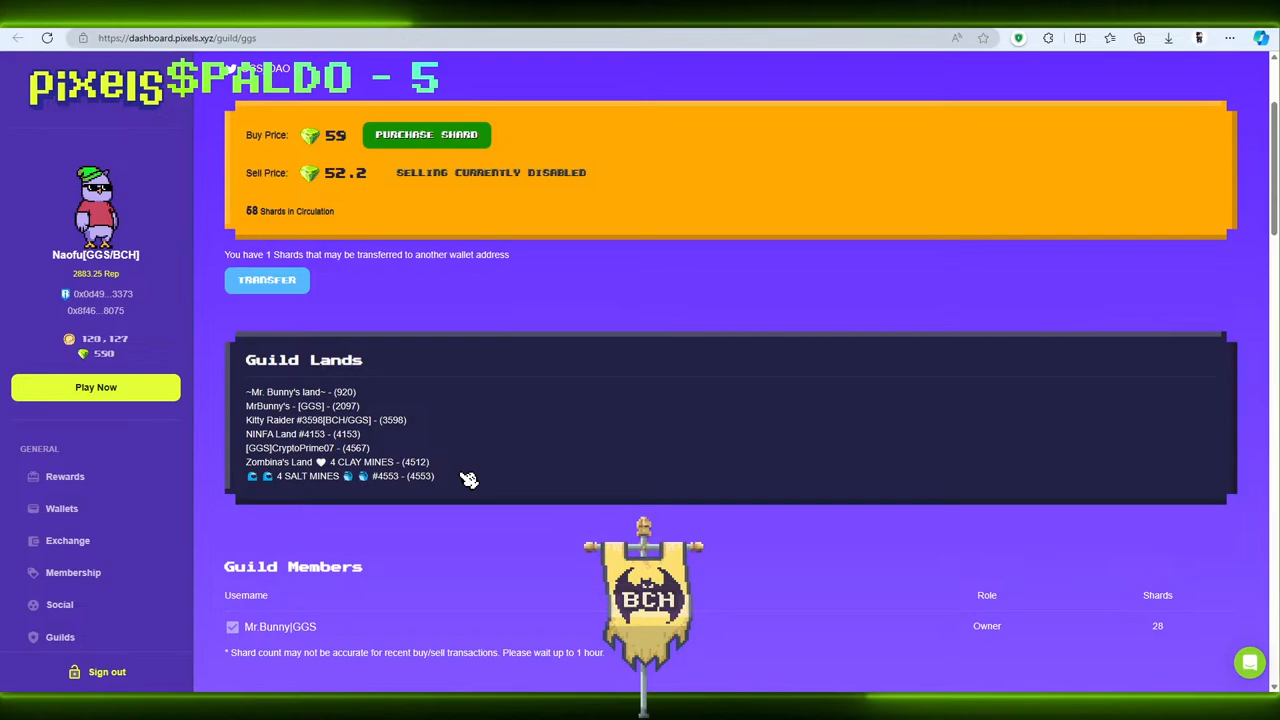 https://dashboard.pixels.xyz/guild/ggs
pixels
$PALDO - 5
Buy Price: 59 PURCHASE SHARD
Sell Price: 52.2 SELLING CURRENTLY DISABLED
58 Shards in Circulation
You have 1 Shards that may be transferred to another wallet address
TRANSFER
Naofu[GGS/BCH]
2883.25 Rep
0x0d49...3373
0x8f46...8075
120,127
590
Play Now
GENERAL
Rewards
Wallets
Exchange
Membership
Social
Guilds
Sign out
Guild Lands
~Mr. Bunny's land~ - (920)
MrBunny's - [GGS] - (2097)
Kitty Raider #3598[BCH/GGS] - (3598)
NINFA Land #4153 - (4153)
[GGS]CryptoPrime07 - (4567)
Zombina's Land 🤍 4 CLAY MINES - (4512)
🌊 🌊 4 SALT MINES 🧊 🧊 #4553 - (4553)
Guild Members
Username Role Shards
Mr.Bunny|GGS Owner 28
* Shard count may not be accurate for recent buy/sell transactions. Please wait up to 1 hour.
BCH